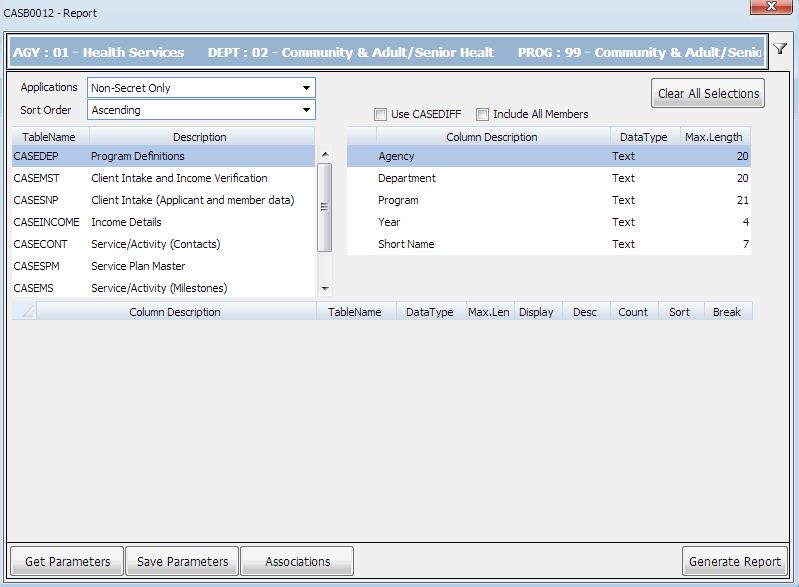 CASB0012 - Report
AGY : 01 - Health Services DEPT : 02 - Community & Adult/Senior Healt PROG : 99 - Community & Adult/Senio
Applications Non-Secret Only
Clear All Selections
Sort Order Ascending
Use CASEDIFF Include All Members
TableName Description
Column Description DataType Max.Length
CASEDEP Program Definitions
Agency Text 20
CASEMST Client Intake and Income Verification
Department Text 20
CASESNP Client Intake (Applicant and member data)
Program Text 21
CASEINCOME Income Details
Year Text 4
CASECONT Service/Activity (Contacts)
Short Name Text 7
CASESPM Service Plan Master
CASEMS Service/Activity (Milestones)
Column Description TableName DataType Max.Len Display Desc Count Sort Break
Get Parameters Save Parameters Associations Generate Report